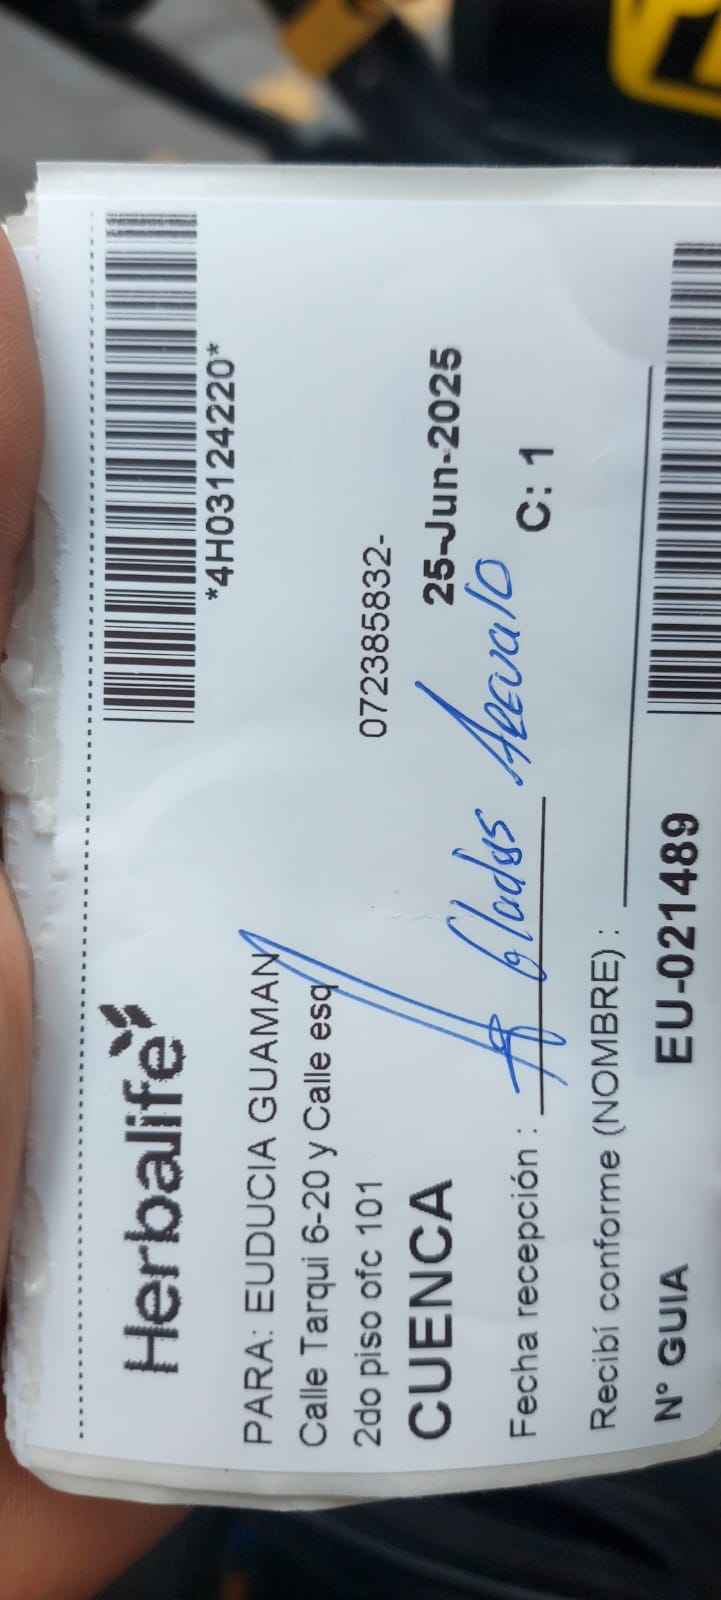 Herbalife
*4H03124220*
PARA: EUDUCIA GUAMAN
Calle Tarqui 6-20 y Calle esq
2do piso ofc 101
072385832-
CUENCA
25-Jun-2025
Gladys Arevalo
Fecha recepción :
C: 1
Recibí conforme (NOMBRE) :
N° GUIA
EU-021489